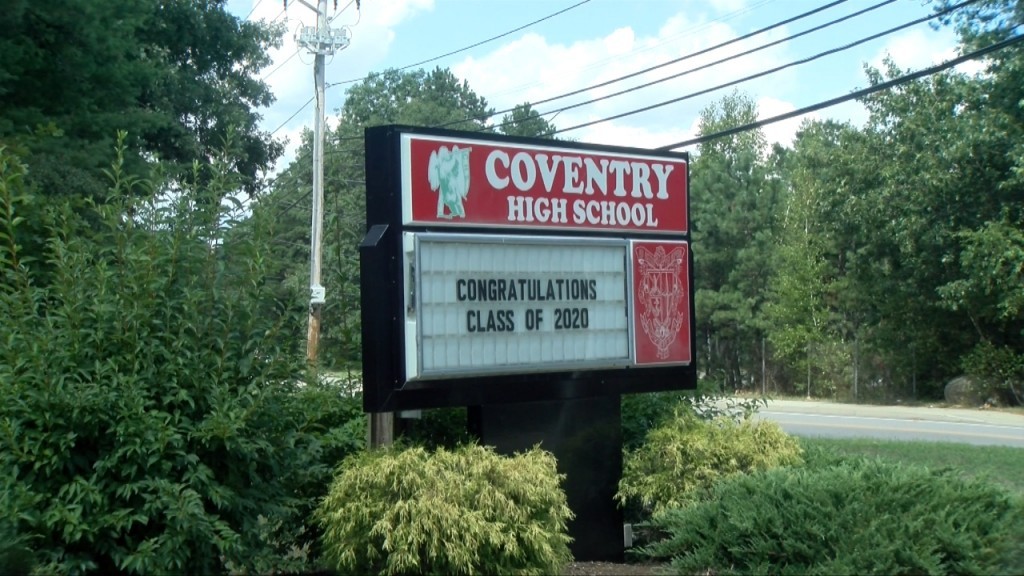 COVENTRY
HIGH SCHOOL
CONGRATULATIONS
CLASS OF 2020